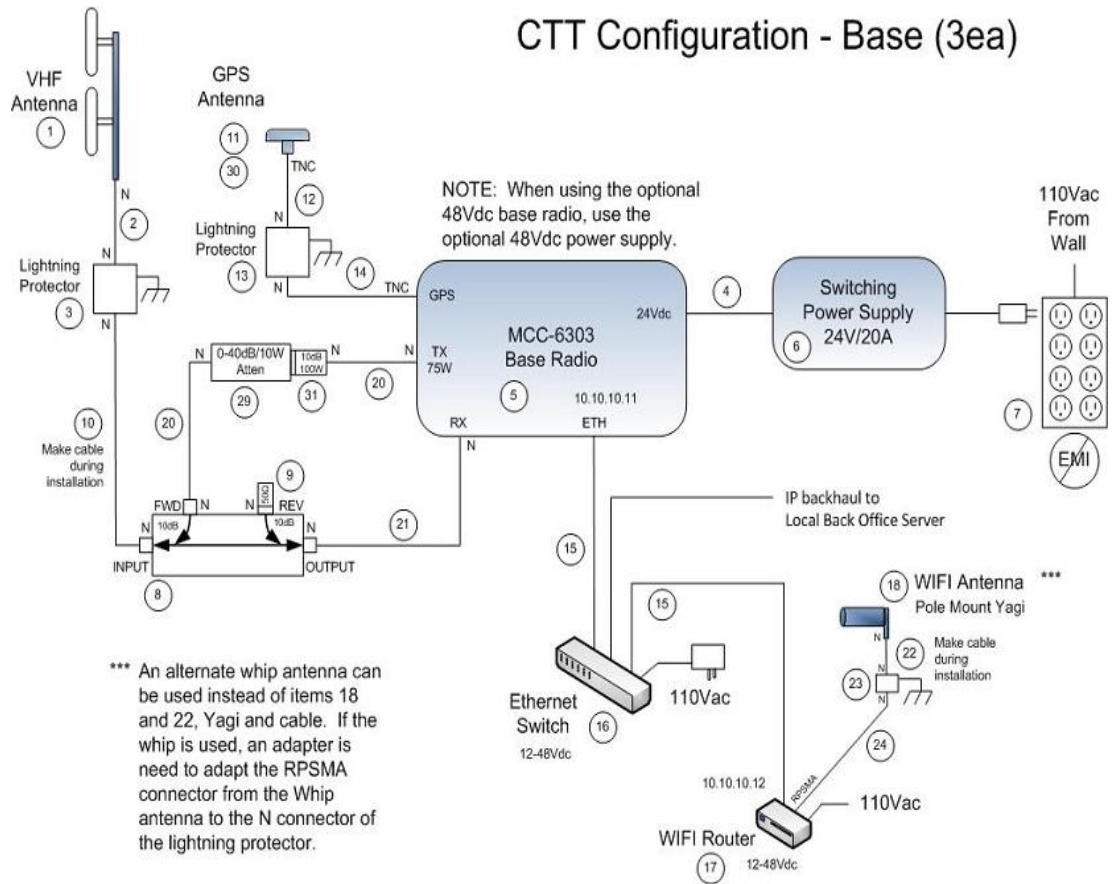 CTT Configuration - Base (3ea)
VHF
Antenna
1
N
2
N
Lightning
Protector
3
N
GPS
Antenna
11
30
TNC
12
N
Lightning
Protector
13
14
N
TNC
NOTE: When using the optional
48Vdc base radio, use the
optional 48Vdc power supply.
GPS
24Vdc
MCC-6303
Base Radio
TX
75W
5
10.10.10.11
RX
ETH
N
4
Switching
Power Supply
24V/20A
6
110Vac
From
Wall
7
EMI
N
0-40dB/10W
Atten
10dB
100W
N
N
29
31
20
20
10
Make cable
during
installation
9
50Ω
FWD
N
N
REV
N
10dB
10dB
N
INPUT
OUTPUT
8
21
15
IP backhaul to
Local Back Office Server
15
18
WIFI Antenna
***
Pole Mount Yagi
N
22
Make cable
during
installation
N
23
N
24
Ethernet
Switch
16
12-48Vdc
110Vac
10.10.10.12
RPSMA
110Vac
WIFI Router
17
12-48Vdc
*** An alternate whip antenna can
be used instead of items 18
and 22, Yagi and cable. If the
whip is used, an adapter is
need to adapt the RPSMA
connector from the Whip
antenna to the N connector of
the lightning protector.